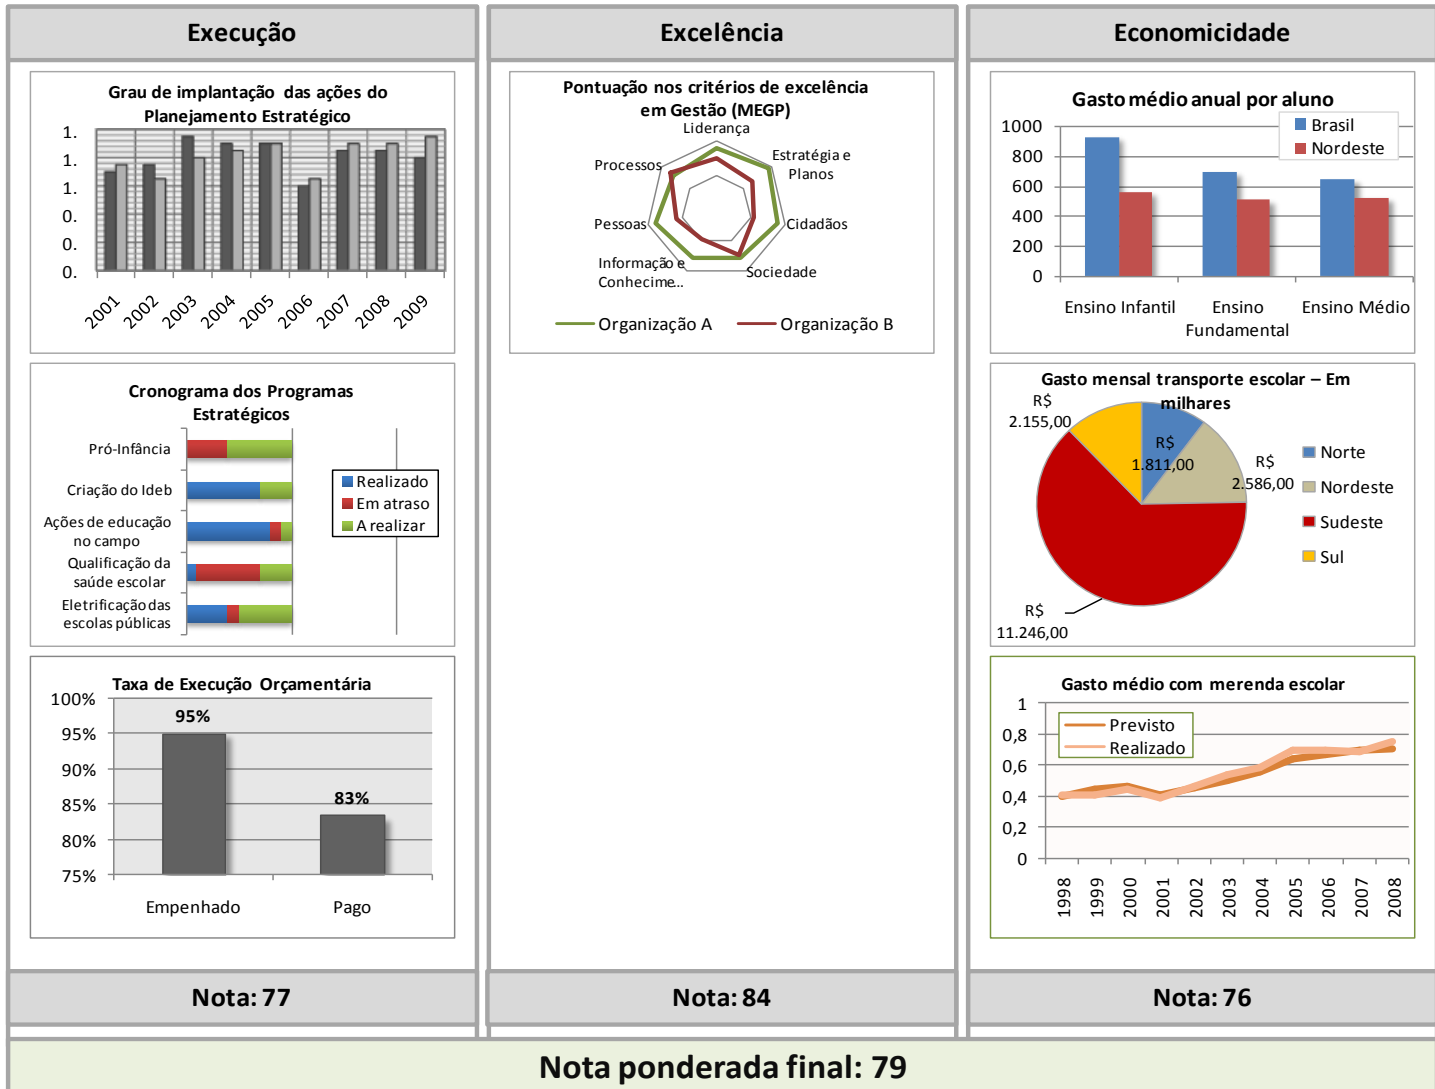 Execução
Grau de implantação das ações do
Planejamento Estratégico
1.
1.
1.
0.
0.
0.
2001
2002
2003
2004
2005
2006
2007
2008
2009
Cronograma dos Programas
Estratégicos
Pró-Infância
Criação do Ideb
Ações de educação
no campo
Qualificação da
saúde escolar
Eletrificação das
escolas públicas
Realizado
Em atraso
A realizar
Taxa de Execução Orçamentária
100%
95%
90%
85%
80%
75%
95%
83%
Empenhado
Pago
Nota: 77
Excelência
Pontuação nos critérios de excelência
em Gestão (MEGP)
Liderança
Estratégia e
Planos
Cidadãos
Sociedade
Informação e
Conhecime...
Pessoas
Processos
Organização A
Organização B
Nota: 84
Economicidade
Gasto médio anual por aluno
1000
800
600
400
200
0
Brasil
Nordeste
Ensino Infantil
Ensino
Fundamental
Ensino Médio
Gasto mensal transporte escolar – Em
milhares
R$
2.155,00
R$
1.811,00
R$
2.586,00
R$
11.246,00
Norte
Nordeste
Sudeste
Sul
Gasto médio com merenda escolar
1
0,8
0,6
0,4
0,2
0
Previsto
Realizado
1998
1999
2000
2001
2002
2003
2004
2005
2006
2007
2008
Nota: 76
Nota ponderada final: 79